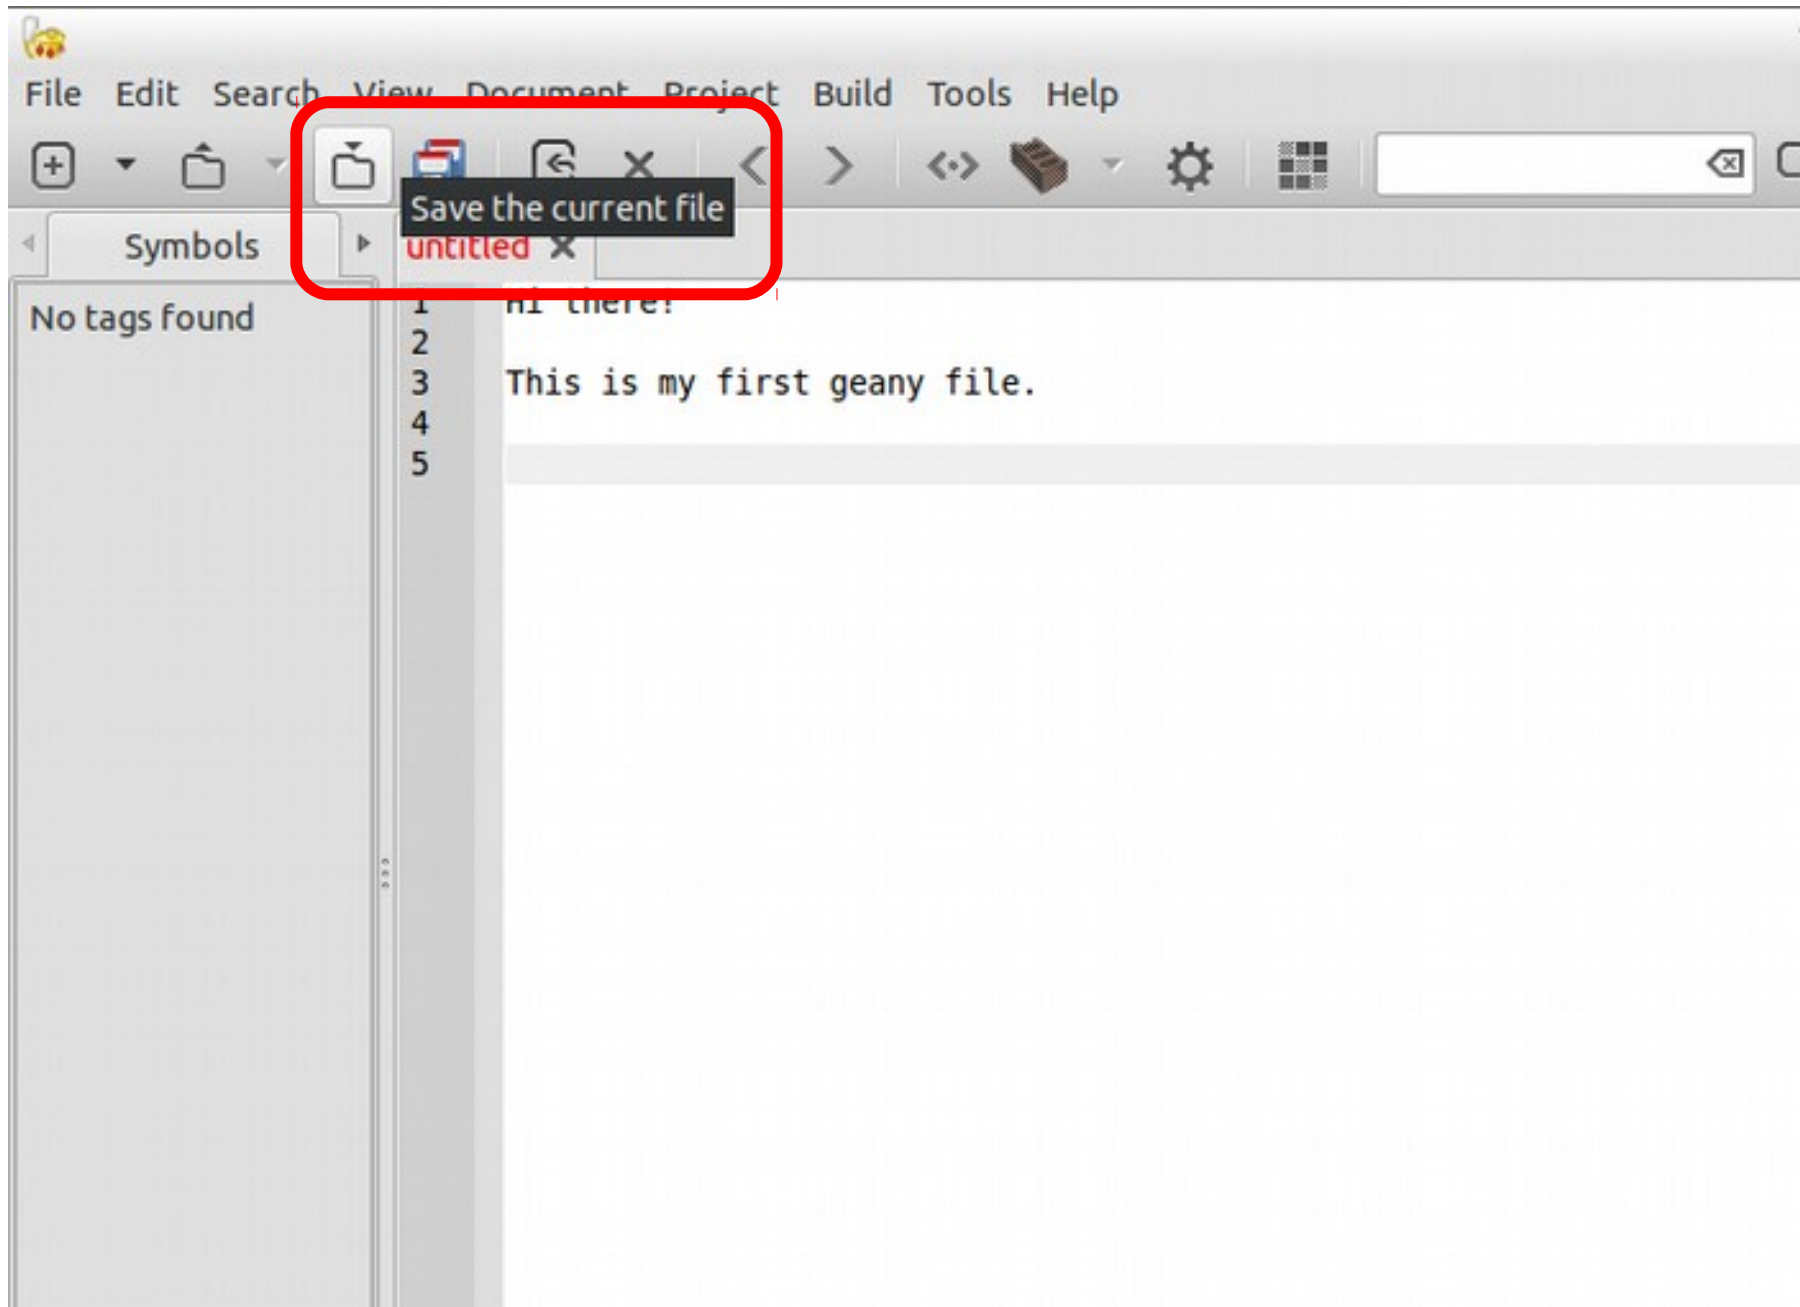 File Edit Search View Document Project Build Tools Help
Save the current file
Symbols
untitled
No tags found
1 Hi there!
2
3 This is my first geany file.
4
5